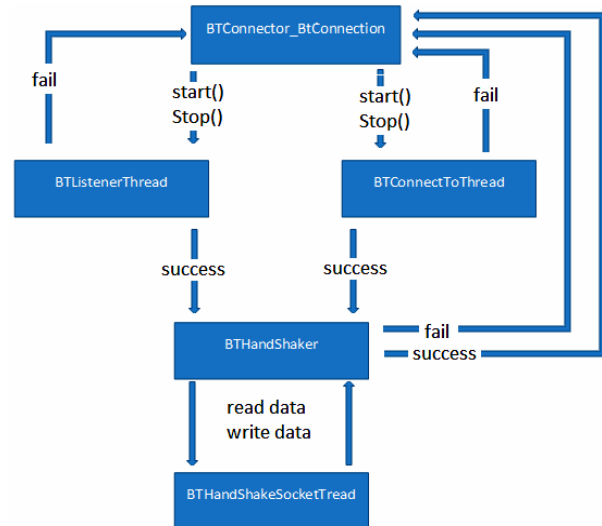 BTConnector_BtConnection
fail
start()
Stop()
start()
Stop()
fail
BTListenerThread
BTConnectToThread
success
success
BTHandShaker
fail
success
read data
write data
BTHandShakeSocketTread